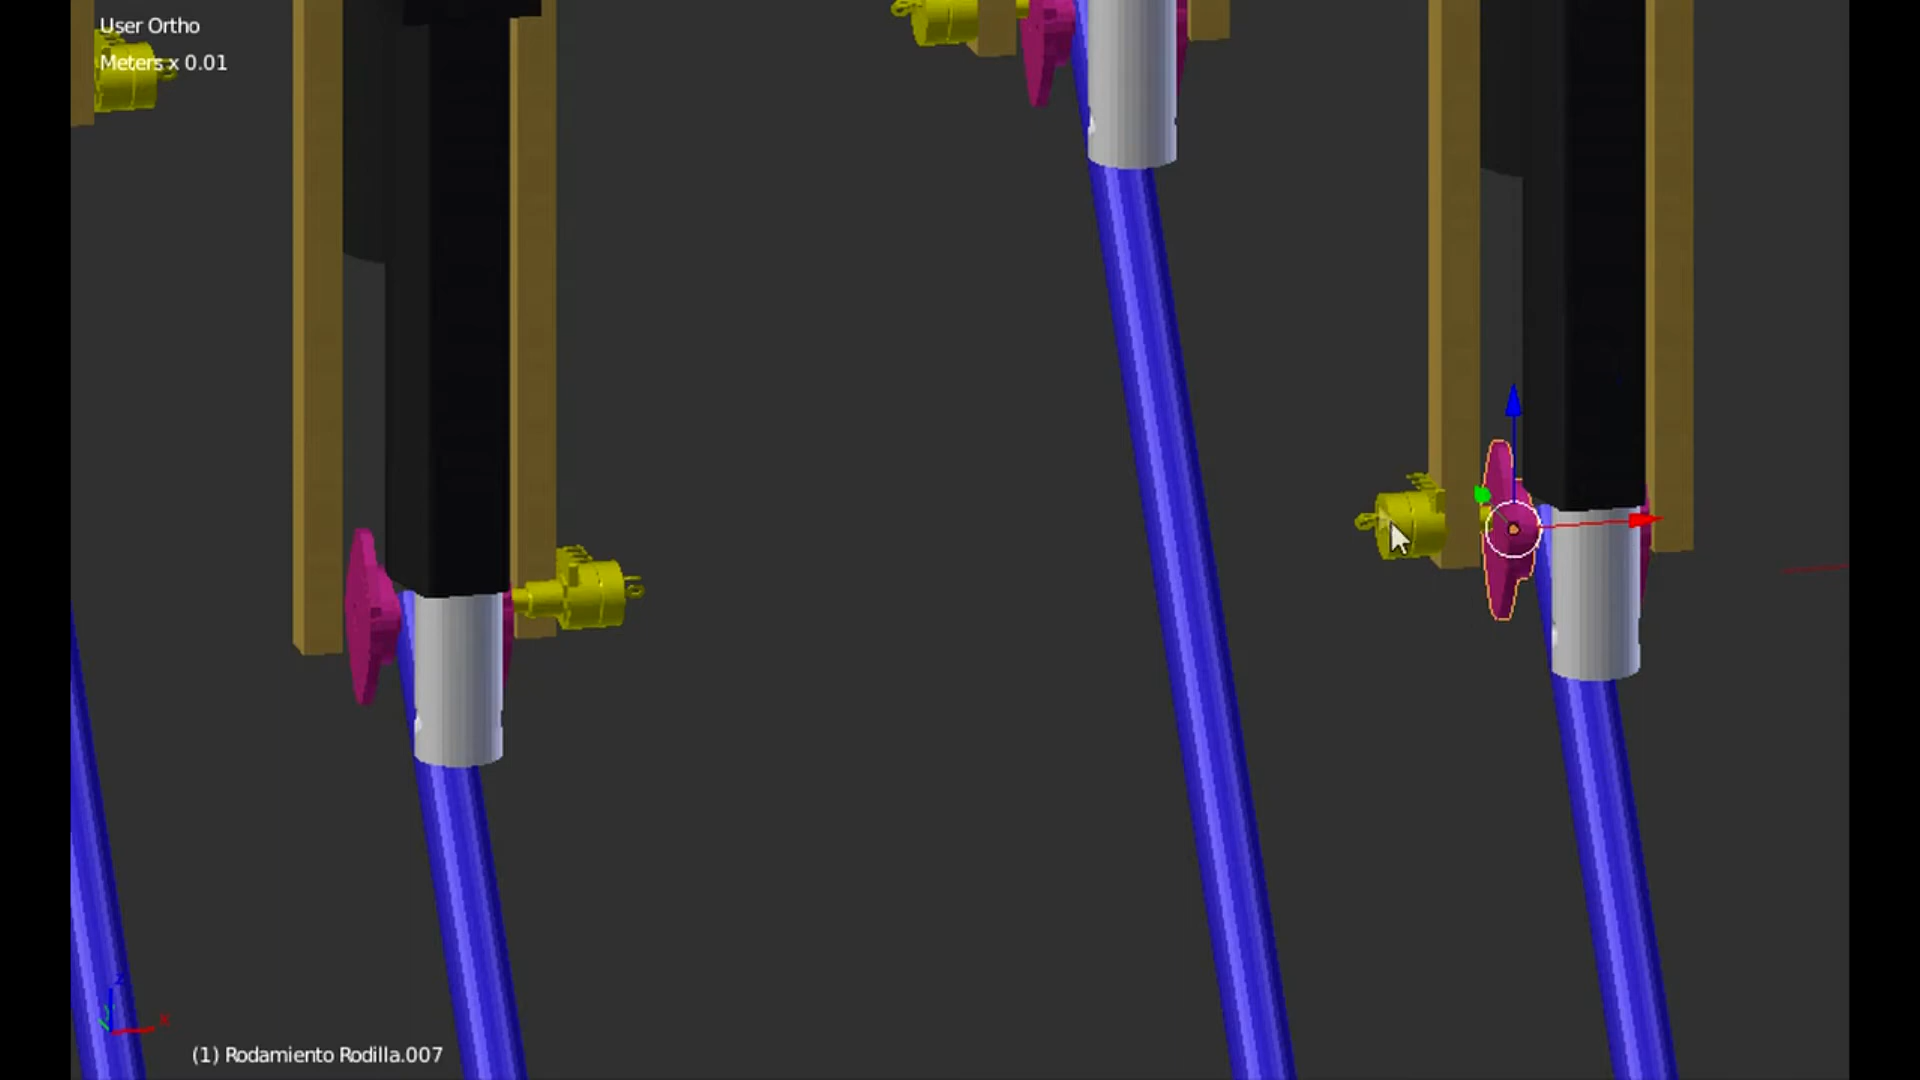 User Ortho
Meters x 0.01
z
x
(1) Rodamiento Rodilla.007